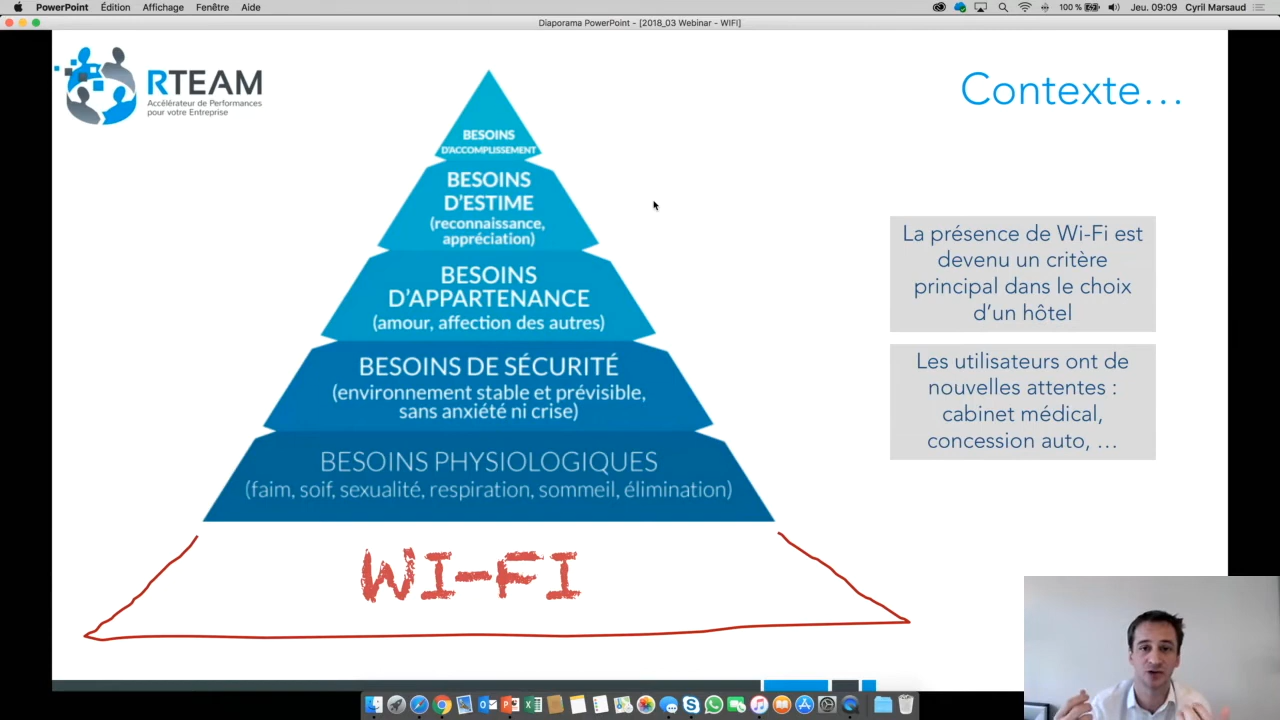 PowerPoint Édition Affichage Fenêtre Aide
100 % Jeu. 09:09 Cyril Marsaud
Diaporama PowerPoint - [2018_03 Webinar - WIFI]
RTEAM
Accélérateur de Performances
pour votre Entreprise
Contexte…
BESOINS
D'ACCOMPLISSEMENT
BESOINS
D'ESTIME
(reconnaissance,
appréciation)
BESOINS
D'APPARTENANCE
(amour, affection des autres)
BESOINS DE SÉCURITÉ
(environnement stable et prévisible,
sans anxiété ni crise)
BESOINS PHYSIOLOGIQUES
(faim, soif, sexualité, respiration, sommeil, élimination)
WI-FI
La présence de Wi-Fi est
devenu un critère
principal dans le choix
d'un hôtel
Les utilisateurs ont de
nouvelles attentes :
cabinet médical,
concession auto, …